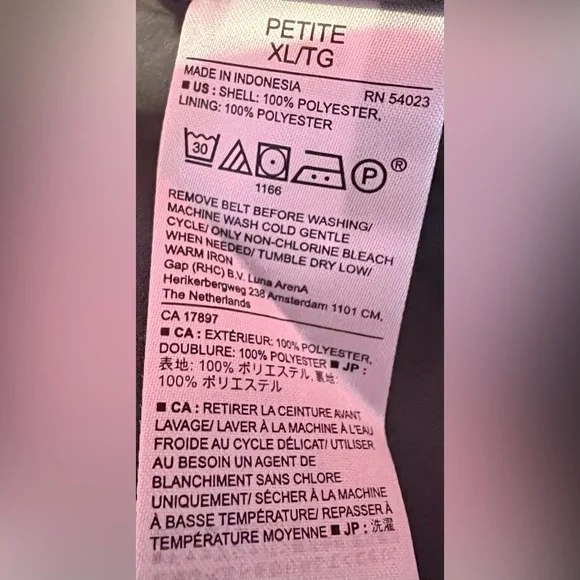 PETITE
XL/TG
MADE IN INDONESIA RN 54023
■ US : SHELL: 100% POLYESTER,
LINING: 100% POLYESTER
30 P ®
1166
REMOVE BELT BEFORE WASHING/
MACHINE WASH COLD GENTLE
CYCLE/ ONLY NON-CHLORINE BLEACH
WHEN NEEDED/ TUMBLE DRY LOW/
WARM IRON
Gap (RHC) B.V. Luna ArenA
Herikerbergweg 238 Amsterdam 1101 CM,
The Netherlands
CA 17897
■ CA : EXTÉRIEUR: 100% POLYESTER,
DOUBLURE: 100% POLYESTER ■ JP :
表地: 100% ポリエステル, 裏地:
100% ポリエステル
■ CA : RETIRER LA CEINTURE AVANT
LAVAGE/ LAVER À LA MACHINE À L'EAU
FROIDE AU CYCLE DÉLICAT/ UTILISER
AU BESOIN UN AGENT DE
BLANCHIMENT SANS CHLORE
UNIQUEMENT/ SÉCHER À LA MACHINE
À BASSE TEMPÉRATURE/ REPASSER À
TEMPÉRATURE MOYENNE ■ JP : 洗濯